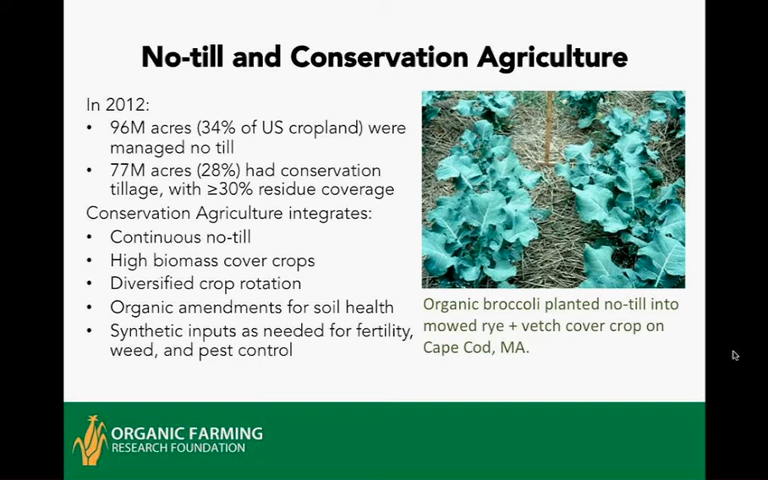 No-till and Conservation Agriculture
In 2012:
• 96M acres (34% of US cropland) were
managed no till
• 77M acres (28%) had conservation
tillage, with ≥30% residue coverage
Conservation Agriculture integrates:
• Continuous no-till
• High biomass cover crops
• Diversified crop rotation
• Organic amendments for soil health
• Synthetic inputs as needed for fertility,
weed, and pest control
Organic broccoli planted no-till into
mowed rye + vetch cover crop on
Cape Cod, MA.
ORGANIC FARMING
RESEARCH FOUNDATION